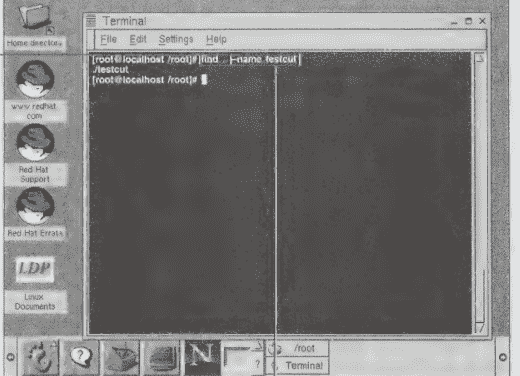 Terminal
File Edit Settings Help
[root@localhost /root]# find . -name testcut
./testcut
[root@localhost /root]#
Home directory
www.redhat.com
Red Hat
Support
Red Hat Errata
LDP
Linux
Documents
?
N
?
/root
Terminal